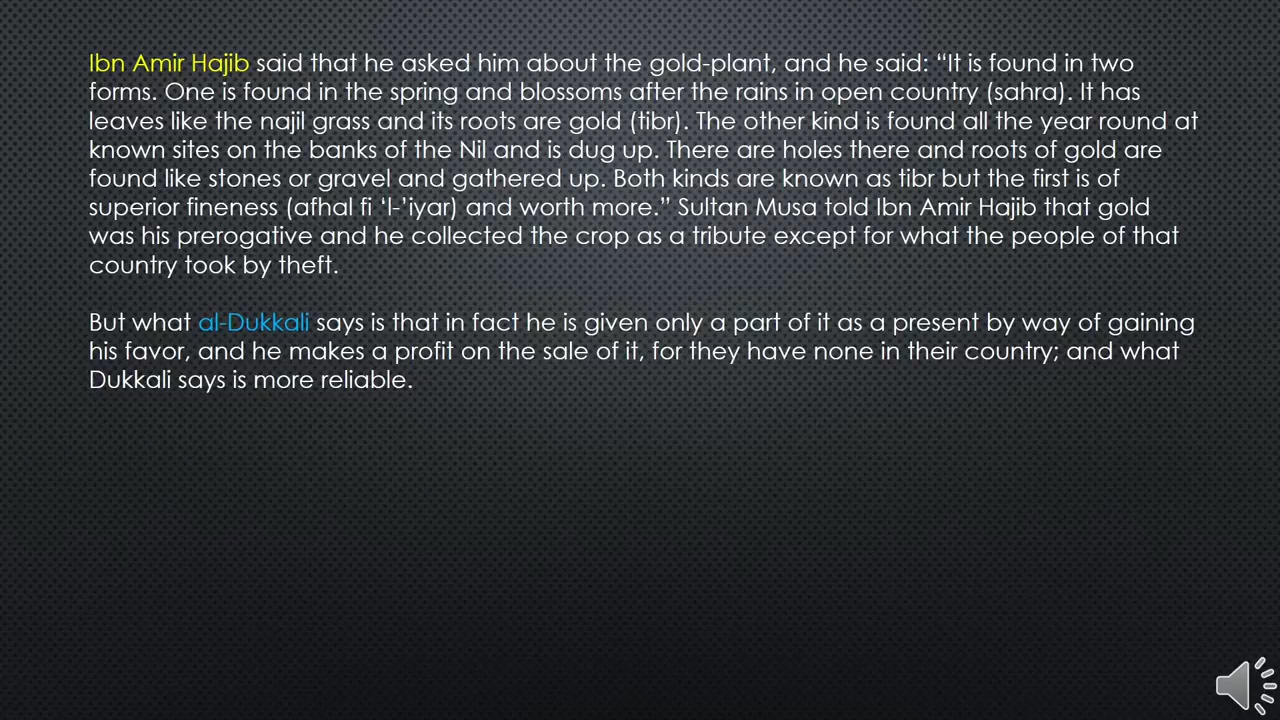 Ibn Amir Hajib said that he asked him about the gold-plant, and he said: “It is found in two
forms. One is found in the spring and blossoms after the rains in open country (sahra). It has
leaves like the najil grass and its roots are gold (tibr). The other kind is found all the year round at
known sites on the banks of the Nil and is dug up. There are holes there and roots of gold are
found like stones or gravel and gathered up. Both kinds are known as tibr but the first is of
superior fineness (afhal fi ‘l-’iyar) and worth more.” Sultan Musa told Ibn Amir Hajib that gold
was his prerogative and he collected the crop as a tribute except for what the people of that
country took by theft.
But what al-Dukkali says is that in fact he is given only a part of it as a present by way of gaining
his favor, and he makes a profit on the sale of it, for they have none in their country; and what
Dukkali says is more reliable.